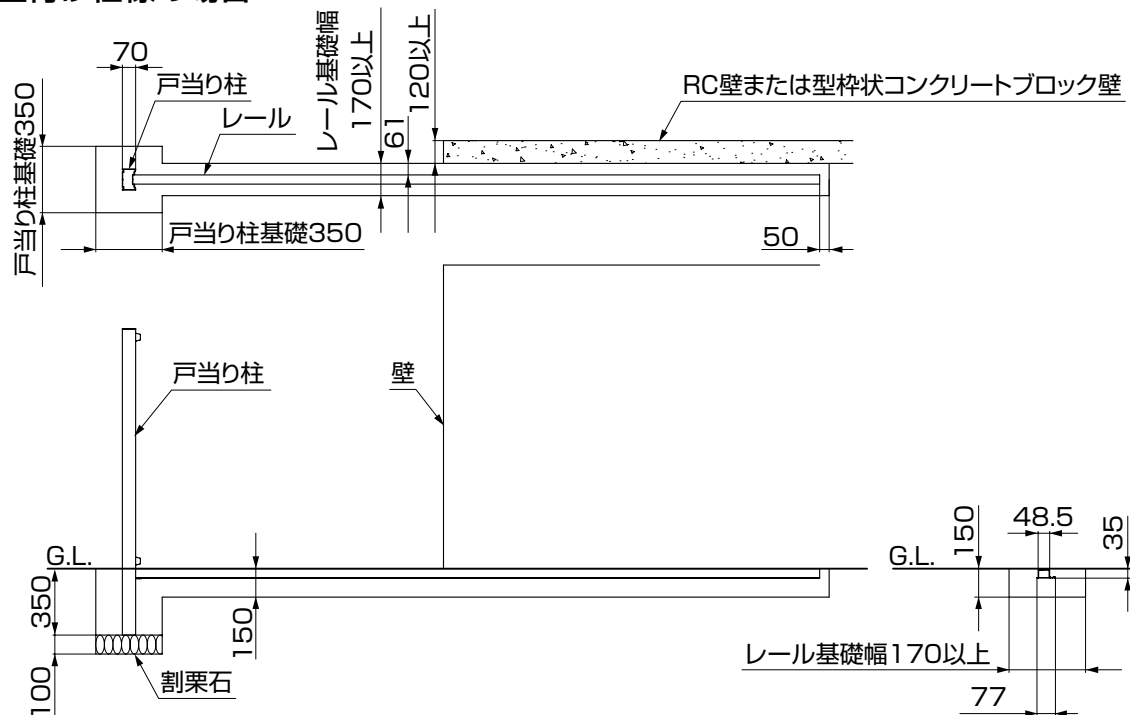 70
戸当り柱
レール
レール基礎幅
170以上
120以上
61
RC壁または型枠状コンクリートブロック壁
戸当り柱基礎350
戸当り柱基礎350
50
戸当り柱
壁
G.L.
350
100
150
割栗石
G.L.
150
48.5
35
レール基礎幅170以上
77